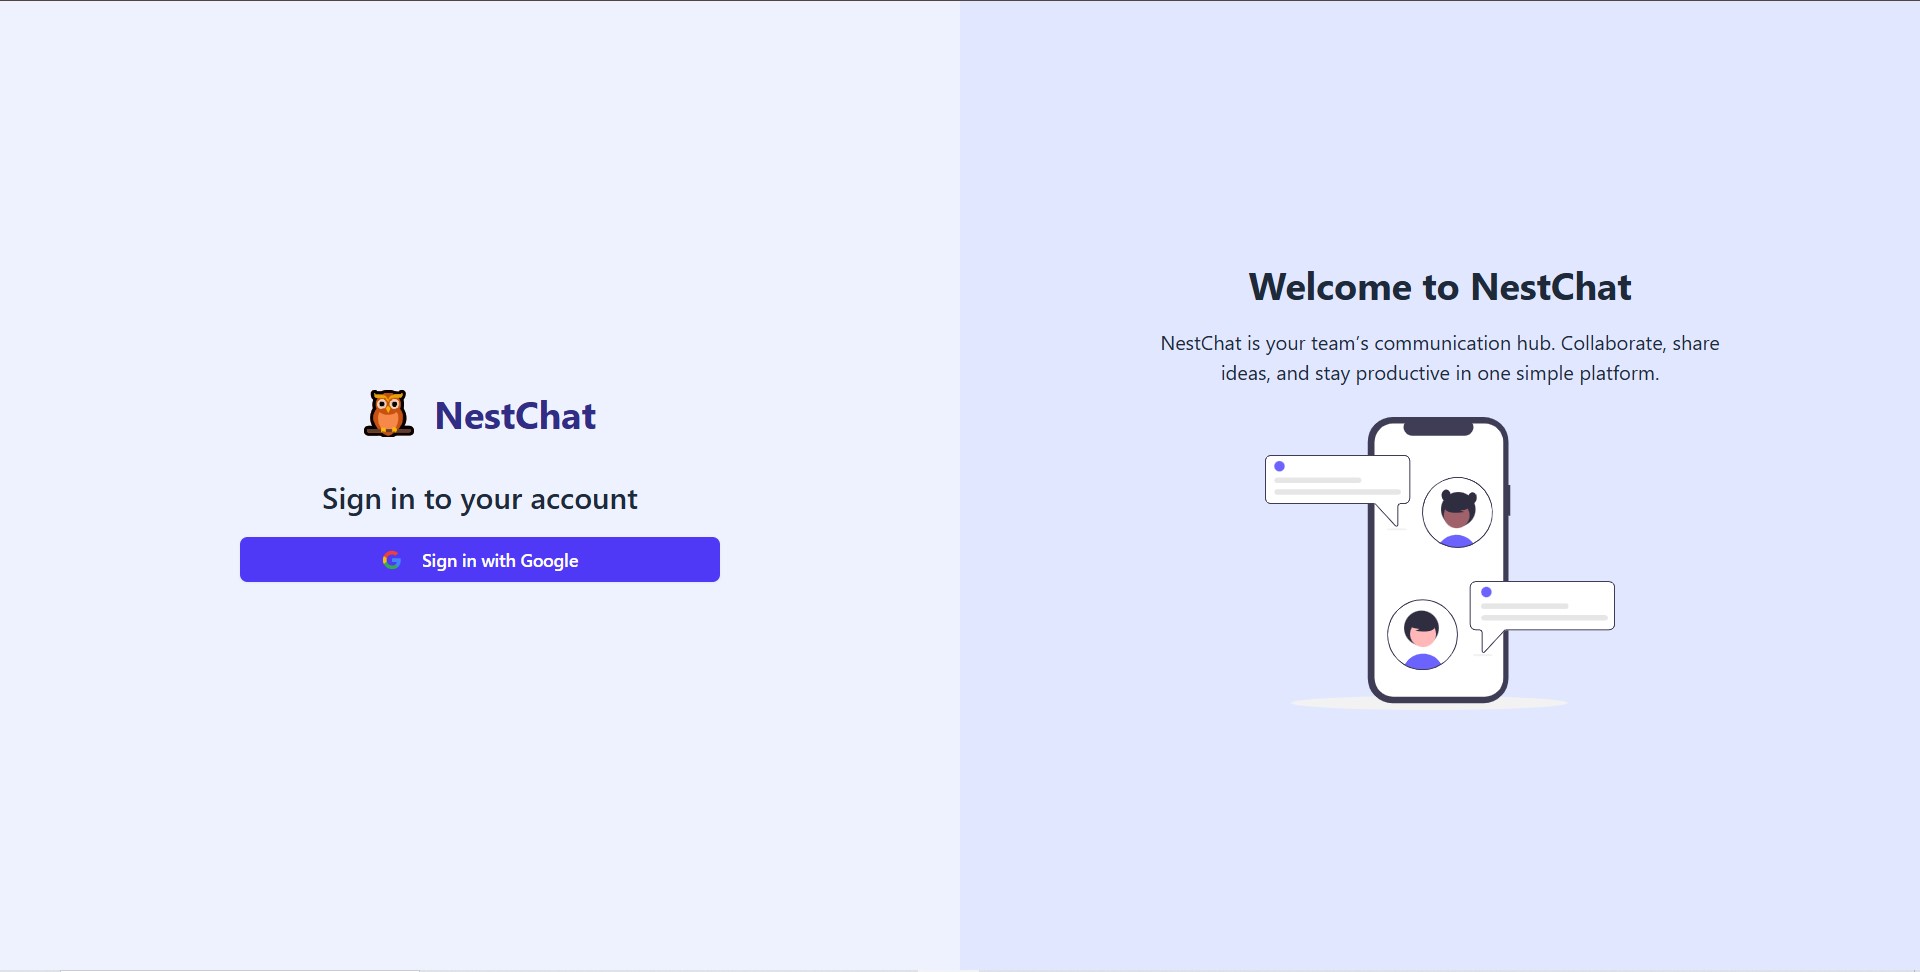 NestChat
Sign in to your account
Sign in with Google
Welcome to NestChat
NestChat is your team's communication hub. Collaborate, share
ideas, and stay productive in one simple platform.